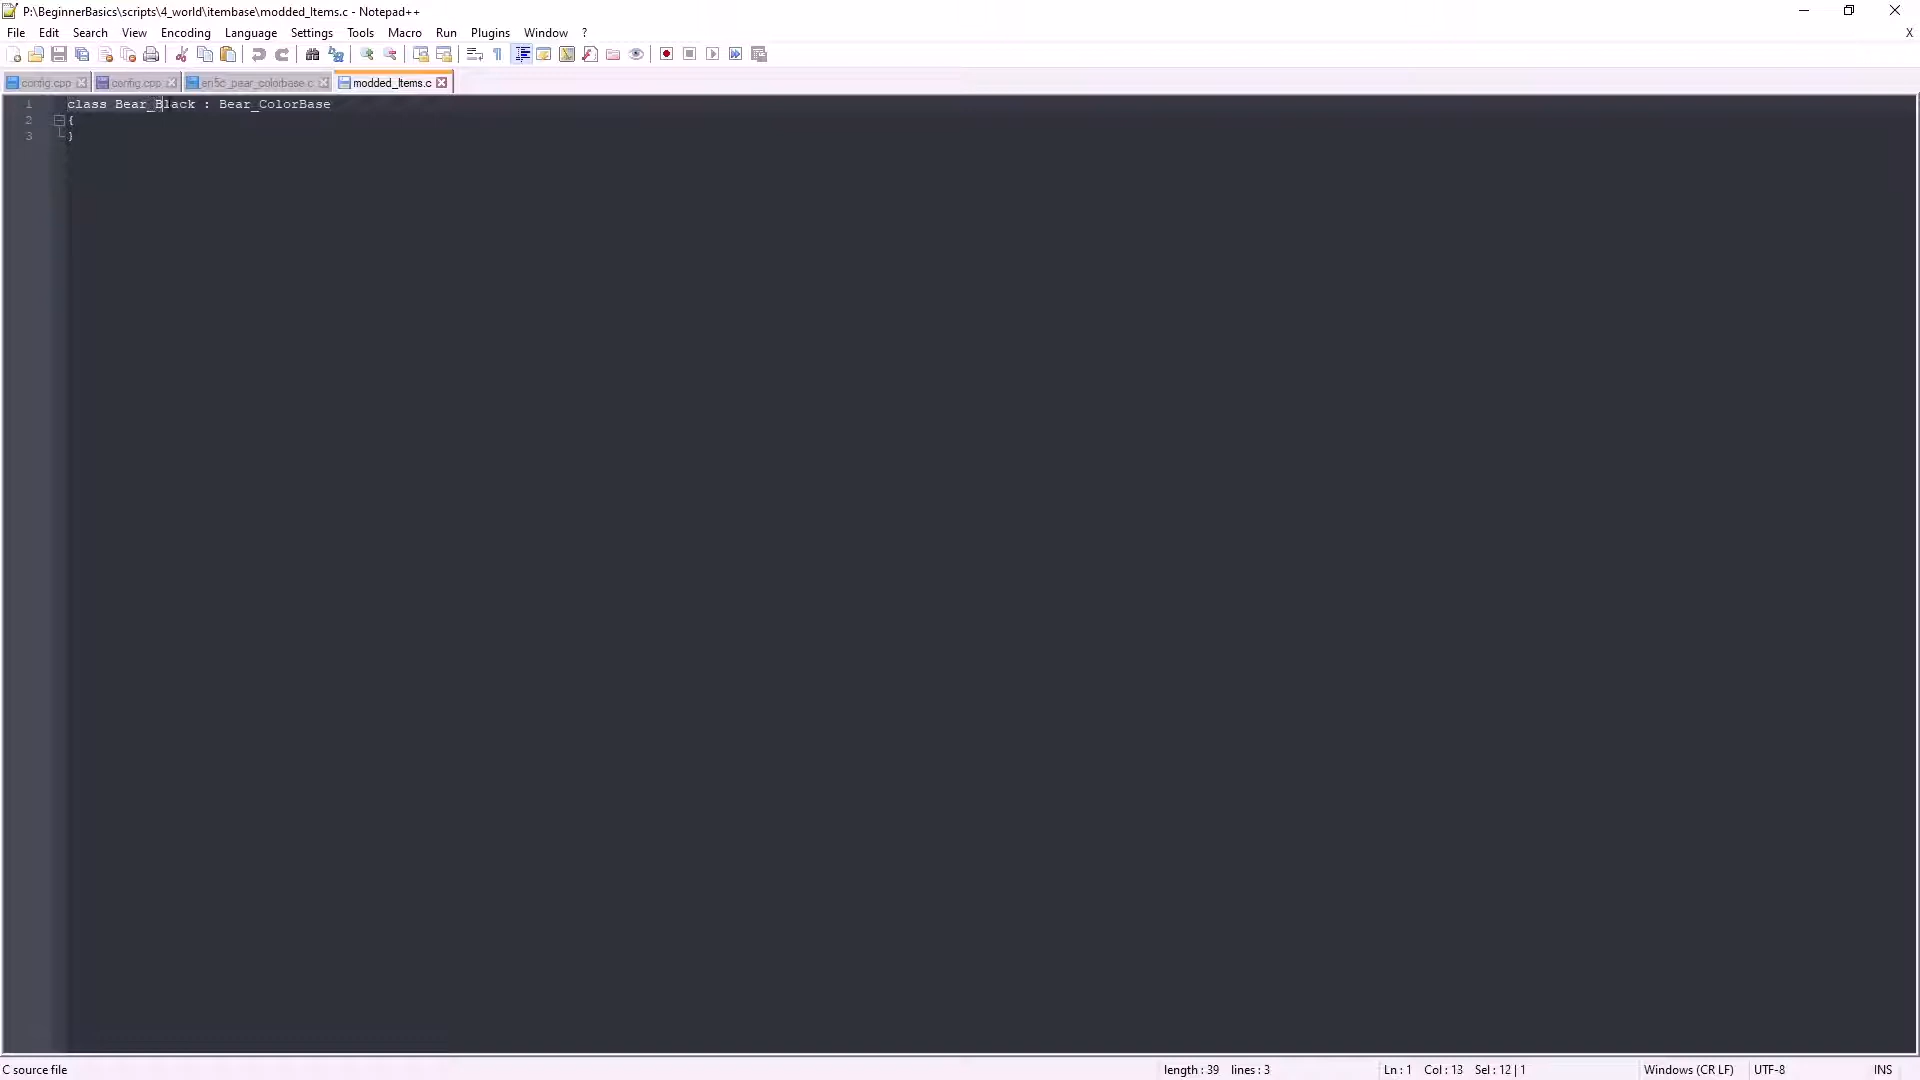 P:\BeginnerBasics\scripts\4_world\itembase\modded_Items.c - Notepad++
File Edit Search View Encoding Language Settings Tools Macro Run Plugins Window ? X
config.cpp config.cpp modded_Items.c
1 class Bear_Black : Bear_ColorBase
2 {
3 }
C source file length : 39 lines : 3 Ln : 1 Col : 13 Sel : 12 | 1 Windows (CR LF) UTF-8 INS